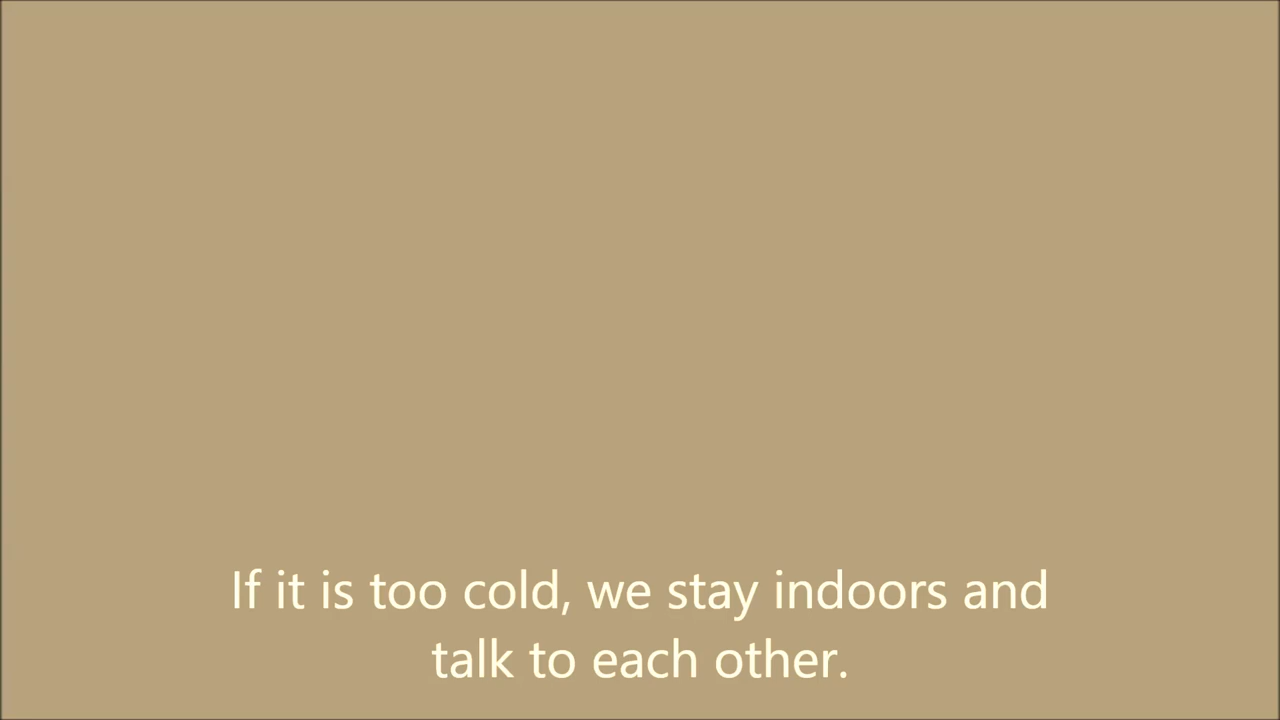 If it is too cold, we stay indoors and
talk to each other.